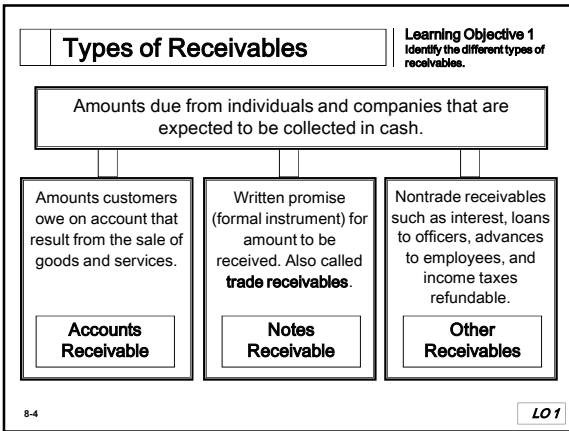 Types of Receivables
Learning Objective 1
Identify the different types of
receivables.
Amounts due from individuals and companies that are
expected to be collected in cash.
Amounts customers
owe on account that
result from the sale of
goods and services.
Accounts
Receivable
Written promise
(formal instrument) for
amount to be
received. Also called
trade receivables.
Notes
Receivable
Nontrade receivables
such as interest, loans
to officers, advances
to employees, and
income taxes
refundable.
Other
Receivables
8-4
LO 1